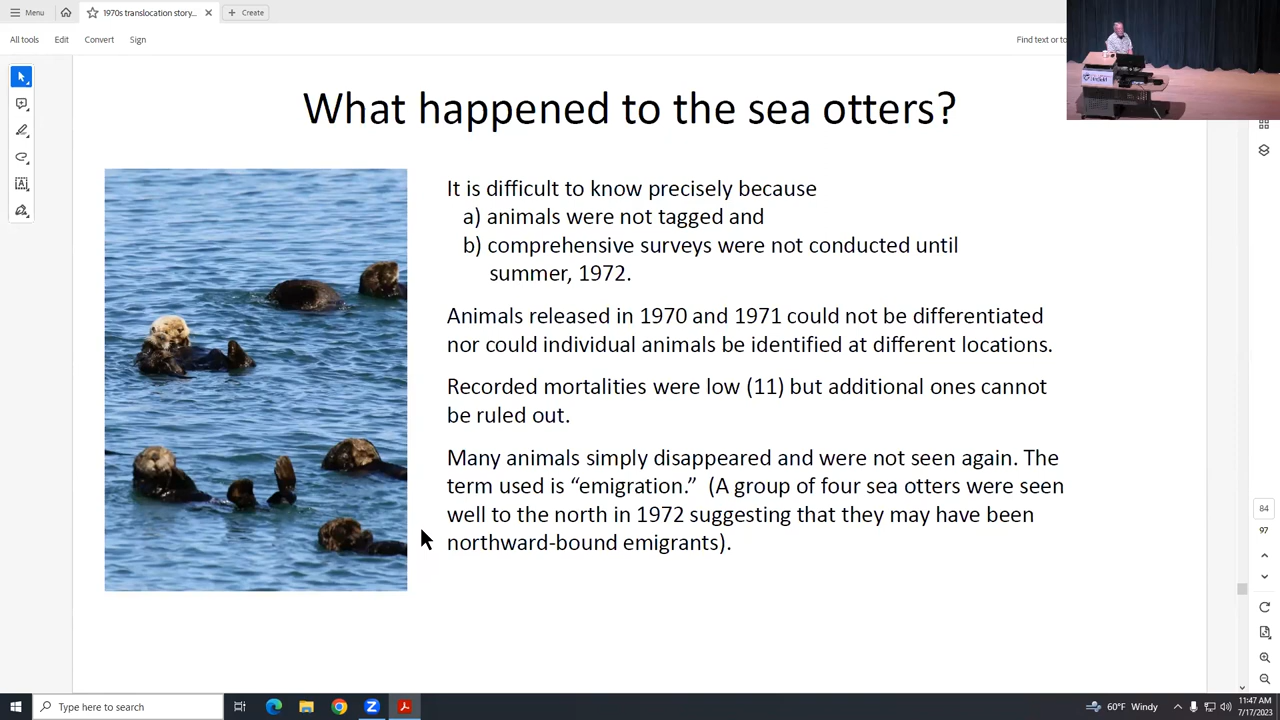 Menu
1970s translocation story...
Create
All tools
Edit
Convert
Sign
Find text or to
What happened to the sea otters?
It is difficult to know precisely because
a) animals were not tagged and
b) comprehensive surveys were not conducted until
summer, 1972.
Animals released in 1970 and 1971 could not be differentiated
nor could individual animals be identified at different locations.
Recorded mortalities were low (11) but additional ones cannot
be ruled out.
Many animals simply disappeared and were not seen again. The
term used is “emigration.” (A group of four sea otters were seen
well to the north in 1972 suggesting that they may have been
northward-bound emigrants).
84
97
Type here to search
60°F Windy
11:47 AM
7/17/2023